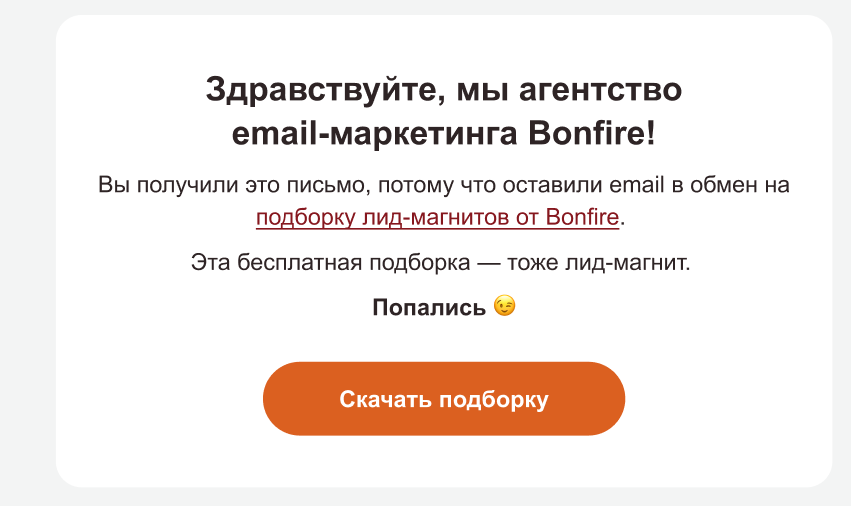 Здравствуйте, мы агентство
email-маркетинга Bonfire!
Вы получили это письмо, потому что оставили email в обмен на
подборку лид-магнитов от Bonfire.
Эта бесплатная подборка — тоже лид-магнит.
Попались 😉
Скачать подборку